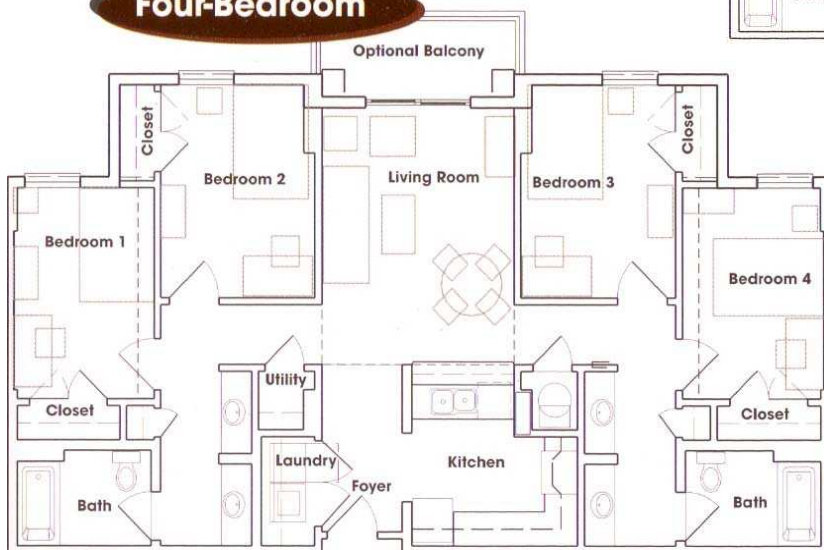 Four-Bedroom
Optional Balcony
Closet
Closet
Bedroom 2
Living Room
Bedroom 3
Bedroom 1
Bedroom 4
Utility
Closet
Closet
Laundry
Kitchen
Foyer
Bath
Bath